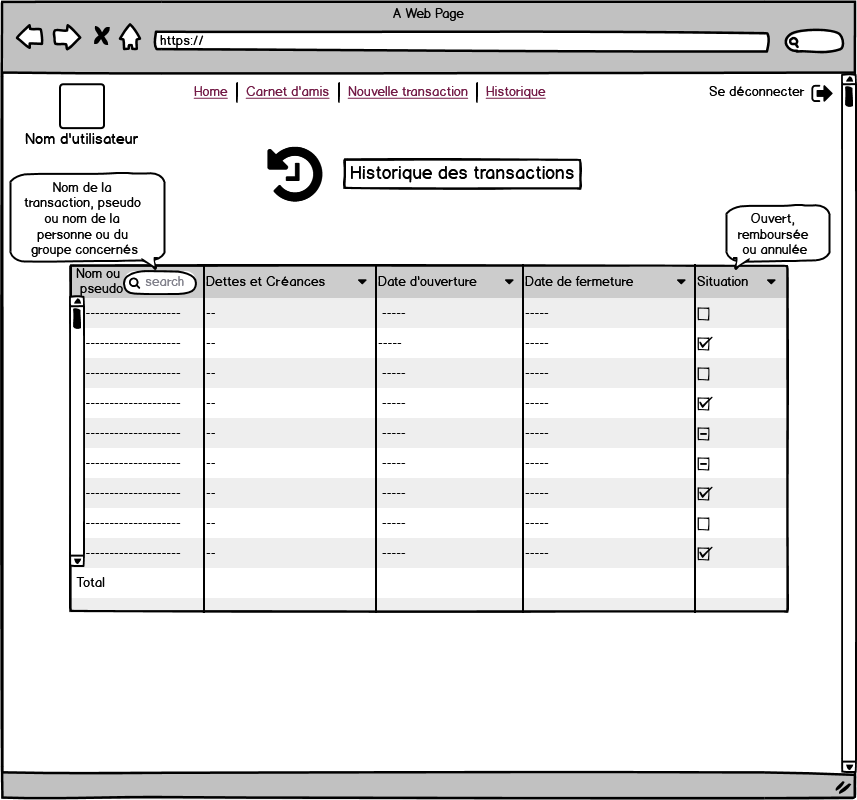 A Web Page
https://
Home | Carnet d'amis | Nouvelle transaction | Historique
Se déconnecter
Nom d'utilisateur
Historique des transactions
Nom de la
transaction, pseudo
ou nom de la
personne ou du
groupe concernés
Ouvert,
remboursée
ou annulée
Nom ou
pseudo
search
Dettes et Créances
Date d'ouverture
Date de fermeture
Situation
------------------- -- ----- -----
------------------- -- ----- -----
------------------- -- ----- -----
------------------- -- ----- -----
------------------- -- ----- -----
------------------- -- ----- -----
------------------- -- ----- -----
------------------- -- ----- -----
------------------- -- ----- -----
Total